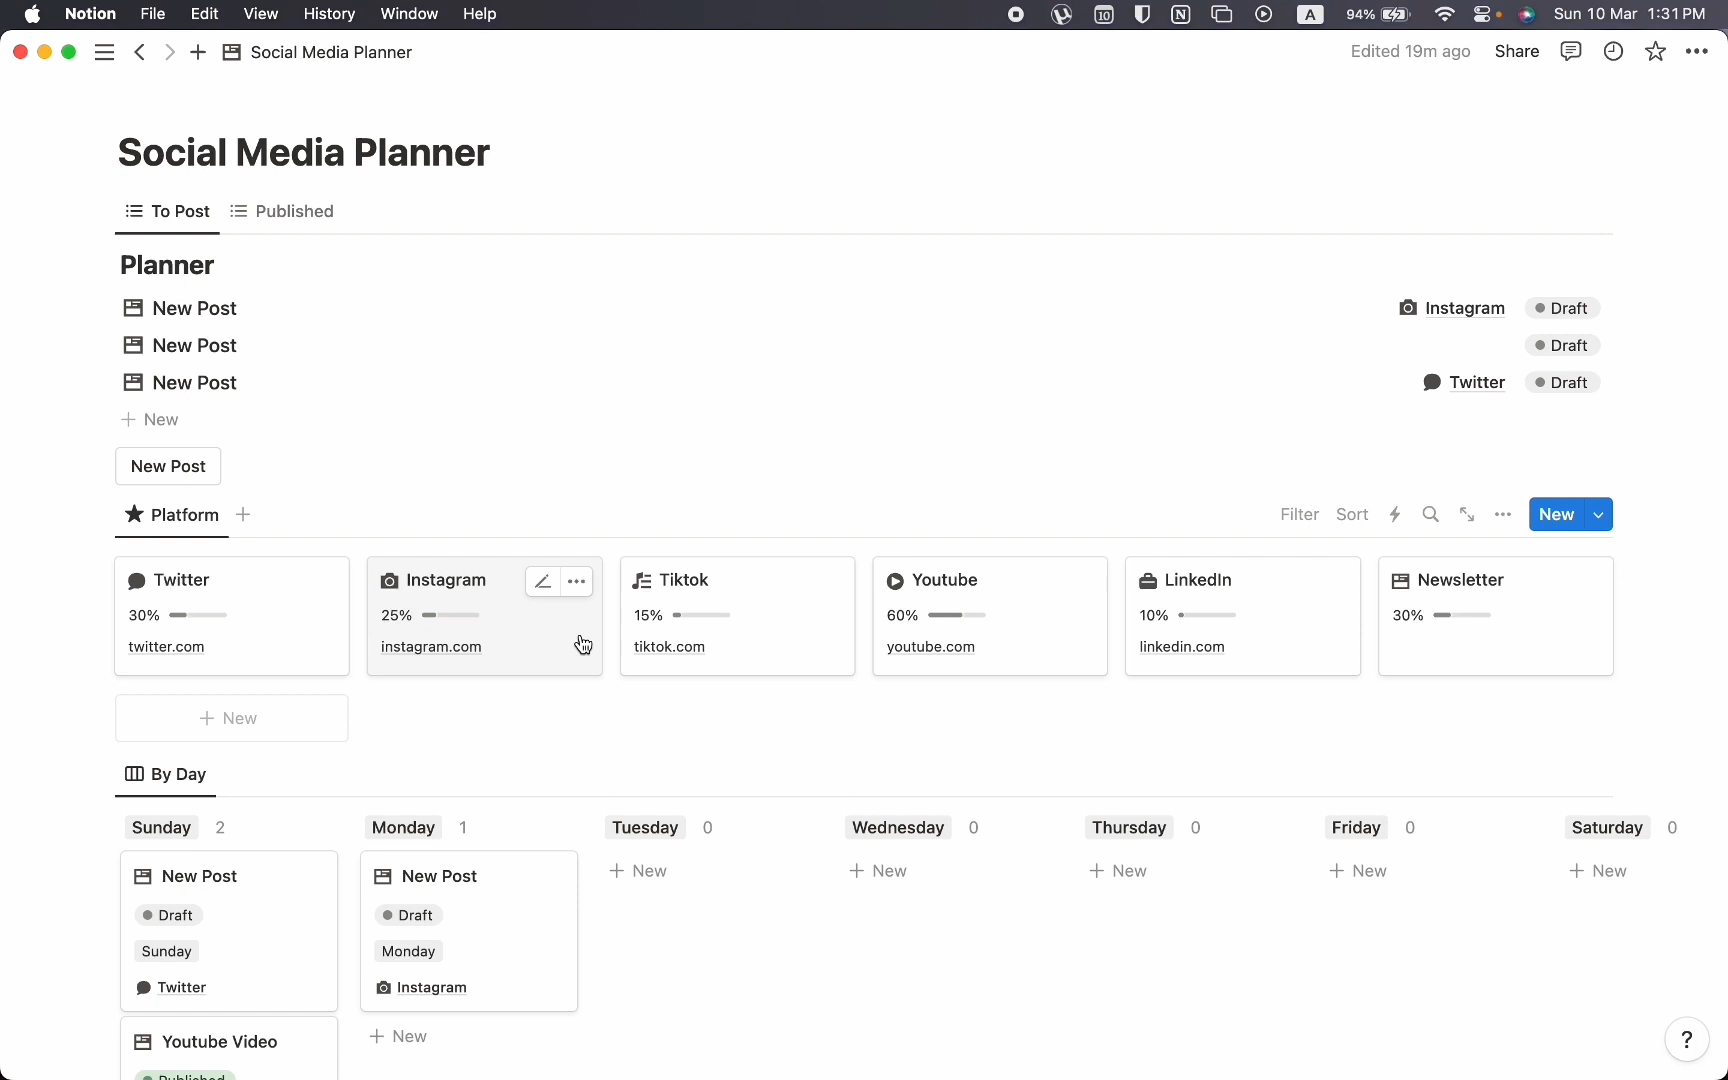 Notion File Edit View History Window Help 10 N A 94% Sun 10 Mar 1:31 PM
Social Media Planner Edited 19m ago Share
Social Media Planner
To Post Published
Planner
New Post Instagram Draft
New Post Draft
New Post Twitter Draft
+ New
New Post
Platform + Filter Sort New
Twitter Instagram Tiktok Youtube LinkedIn Newsletter
30% 25% 15% 60% 10% 30%
twitter.com instagram.com tiktok.com youtube.com linkedin.com
+ New
By Day
Sunday 2 Monday 1 Tuesday 0 Wednesday 0 Thursday 0 Friday 0 Saturday 0
+ New + New + New + New + New
New Post New Post
Draft Draft
Sunday Monday
Twitter Instagram
+ New
Youtube Video
Published
?